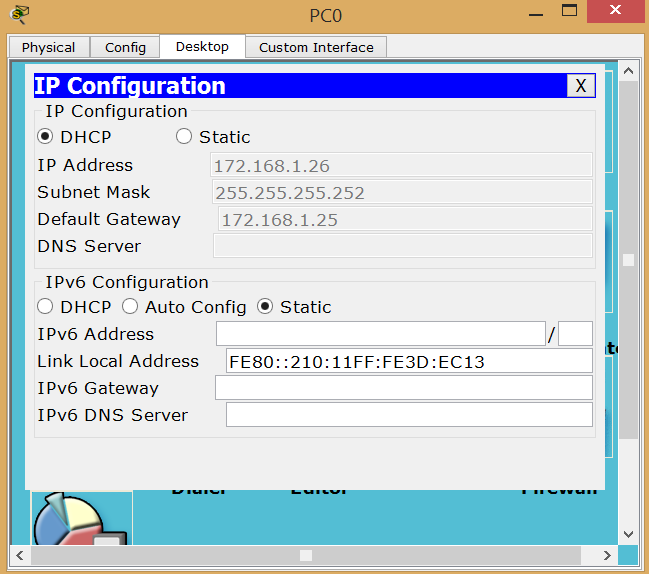 PC0
Physical Config Desktop Custom Interface
IP Configuration X
IP Configuration
DHCP Static
IP Address 172.168.1.26
Subnet Mask 255.255.255.252
Default Gateway 172.168.1.25
DNS Server
IPv6 Configuration
DHCP Auto Config Static
IPv6 Address /
Link Local Address FE80::210:11FF:FE3D:EC13
IPv6 Gateway
IPv6 DNS Server
Dialer Editor Firewall